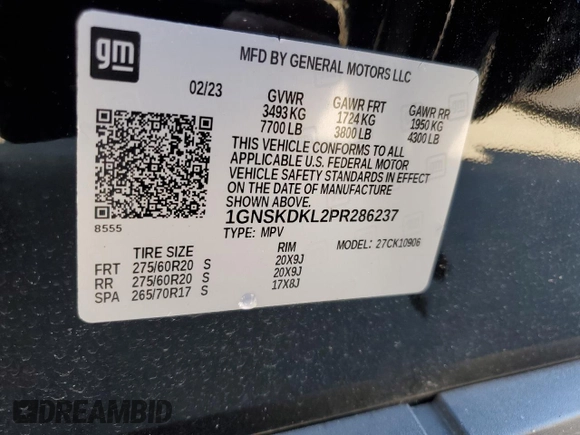 gm
MFD BY GENERAL MOTORS LLC
02/23 GVWR GAWR FRT GAWR RR
3493 KG 1724 KG 1950 KG
7700 LB 3800 LB 4300 LB
THIS VEHICLE CONFORMS TO ALL
APPLICABLE U.S. FEDERAL MOTOR
VEHICLE SAFETY STANDARDS IN EFFECT
ON THE DATE OF MANUFACTURE
SHOWN ABOVE.
8555
1GNSKDKL2PR286237
TYPE: MPV MODEL: 27CK10906
TIRE SIZE RIM
FRT 275/60R20 S 20X9J
RR 275/60R20 S 20X9J
SPA 265/70R17 S 17X8J
DREAMBID